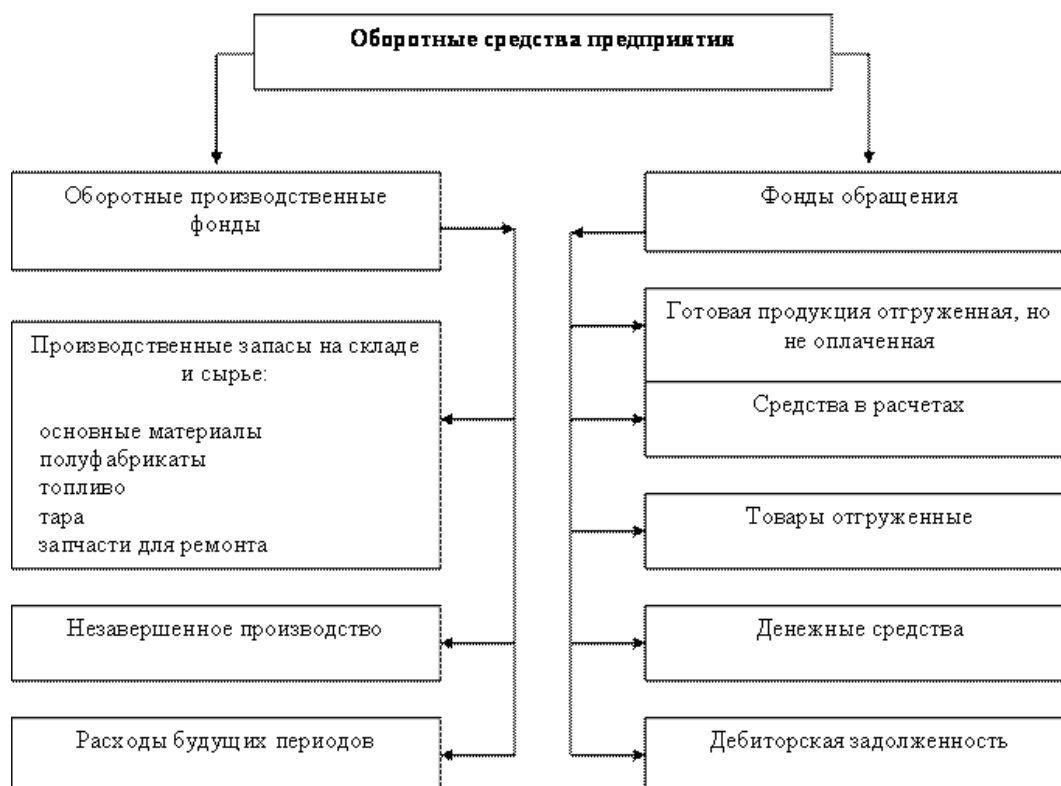 Оборотные средства предприятия
Оборотные производственные
фонды
Фонды обращения
Производственные запасы на складе
и сырье:
основные материалы
полуфабрикаты
топливо
тара
запчасти для ремонта
Незавершенное производство
Расходы будущих периодов
Готовая продукция отгруженная, но
не оплаченная
Средства в расчетах
Товары отгруженные
Денежные средства
Дебиторская задолженность